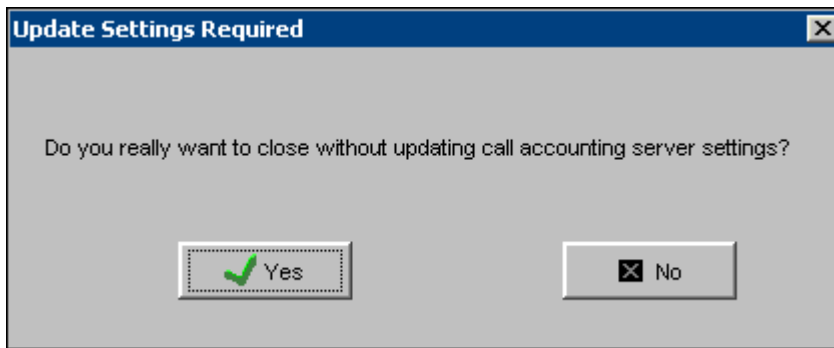 Update Settings Required
Do you really want to close without updating call accounting server settings?
Yes
No